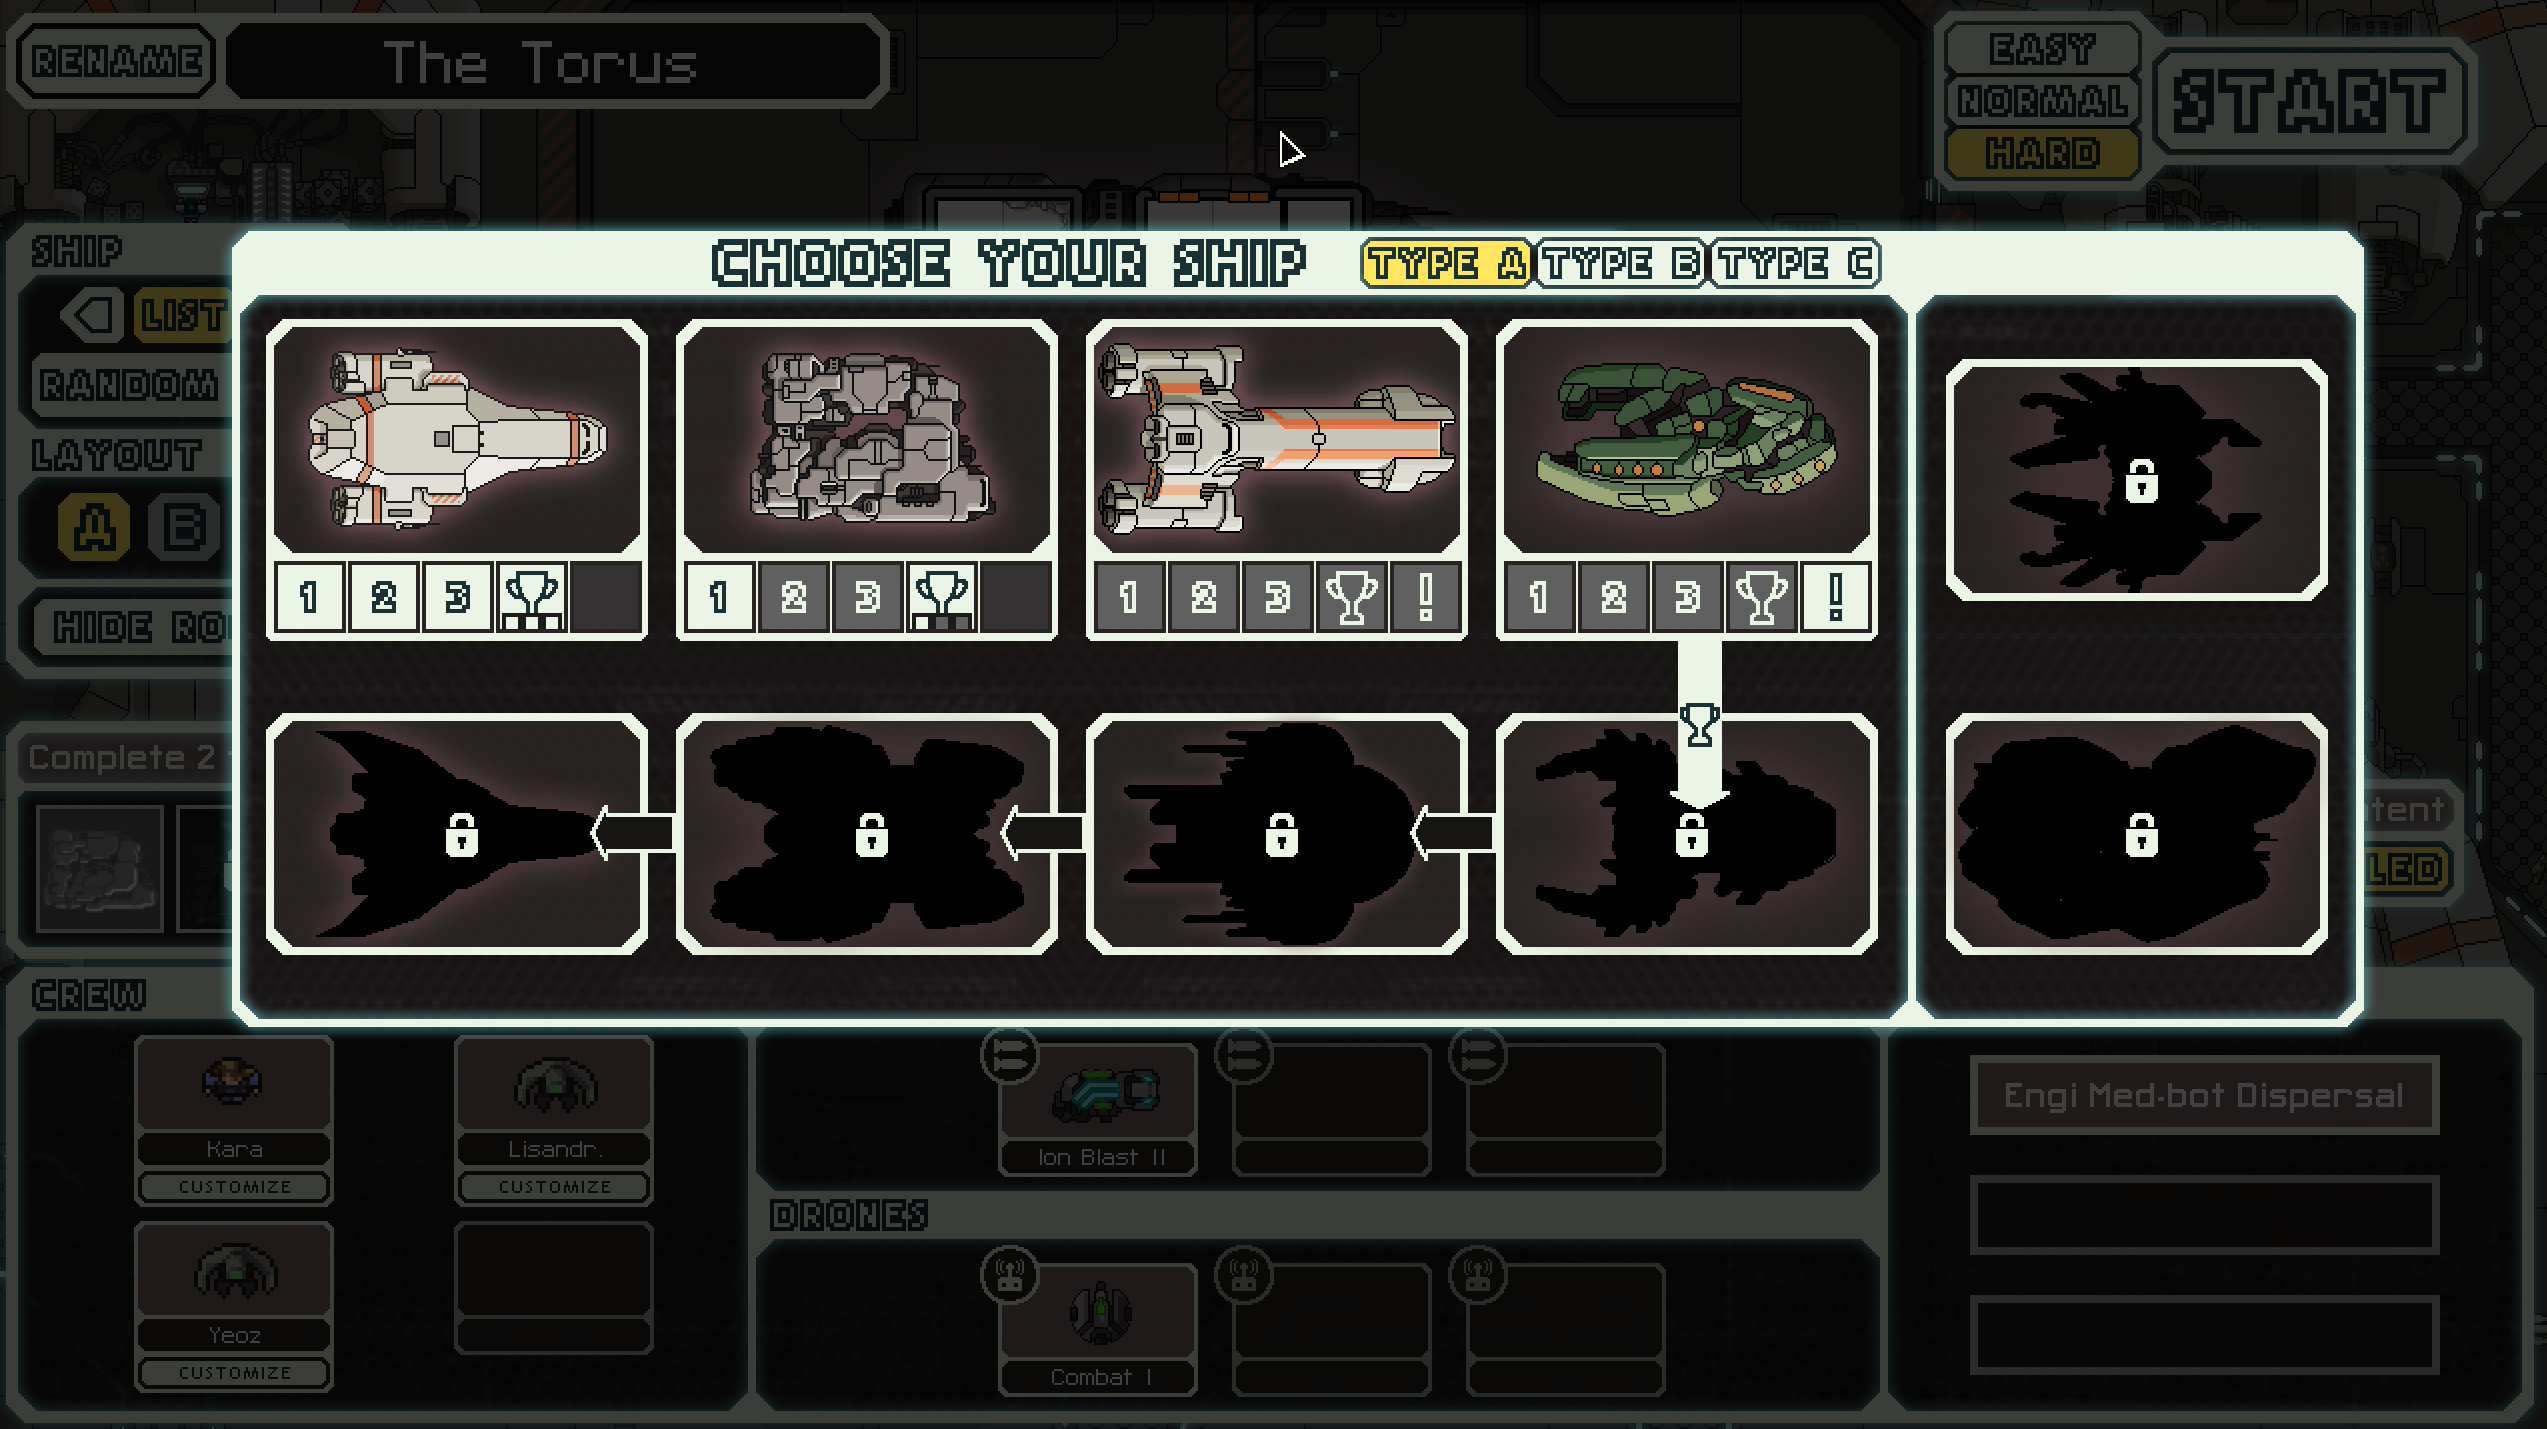 RENAME
The Torus
EASY
NORMAL
HARD
START
SHIP
CHOOSE YOUR SHIP
TYPE A
TYPE B
TYPE C
LIST
RANDOM
LAYOUT
A
B
1 2 3
1 2 3
1 2 3 !
1 2 3 !
HIDE RO
Complete 2
tent
LED
CREW
Kara
CUSTOMIZE
Lisandr.
CUSTOMIZE
Yeoz
CUSTOMIZE
Ion Blast II
DRONES
Combat I
Engi Med-bot Dispersal